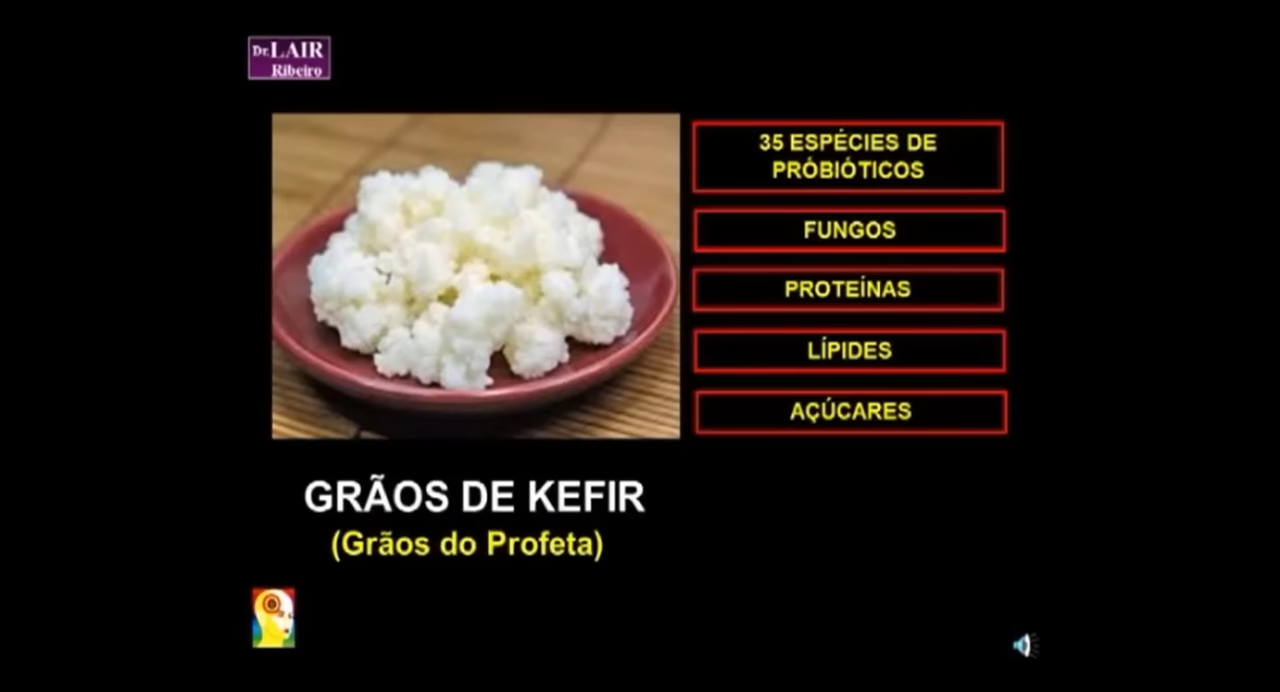 Dr. LAIR
Ribeiro
35 ESPÉCIES DE
PRÓBIÓTICOS
FUNGOS
PROTEÍNAS
LÍPIDES
AÇÚCARES
GRÃOS DE KEFIR
(Grãos do Profeta)